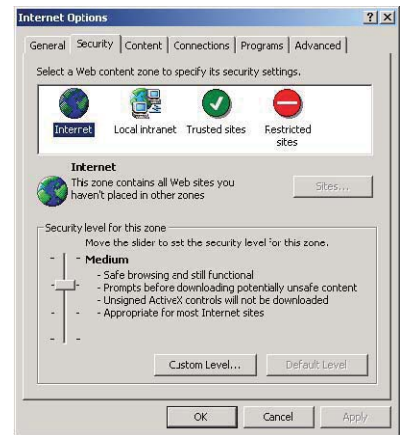 Internet Options
? X
General Security Content Connections Programs Advanced
Select a Web content zone to specify its security settings.
Internet Local intranet Trusted sites Restricted sites
Internet
This zone contains all Web sites you
haven't placed in other zones
Sites...
Security level for this zone
Move the slider to set the security level for this zone.
Medium
- Safe browsing and still functional
- Prompts before downloading potentially unsafe content
- Unsigned ActiveX controls will not be downloaded
- Appropriate for most Internet sites
Custom Level... Default Level
OK Cancel Apply